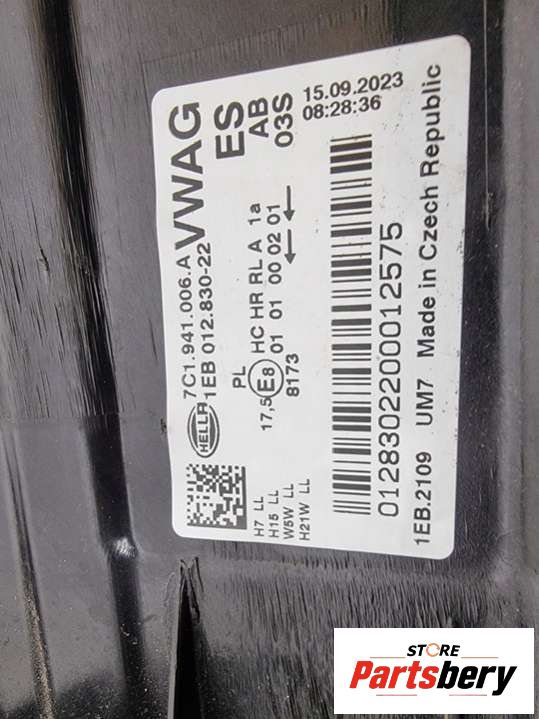 7C1.941.006.A VWAG
HELLA 1EB 012.830-22
ES
AB
03S
15.09.2023
08:28:36
PL
17,5 E8 HC HR RL A 1a
01 01 00 02 01
8173
H7 LL
H15 LL
W5W LL
H21W LL
012830220012575
1EB.2109 UM7 Made in Czech Republic
STORE
Partsbery